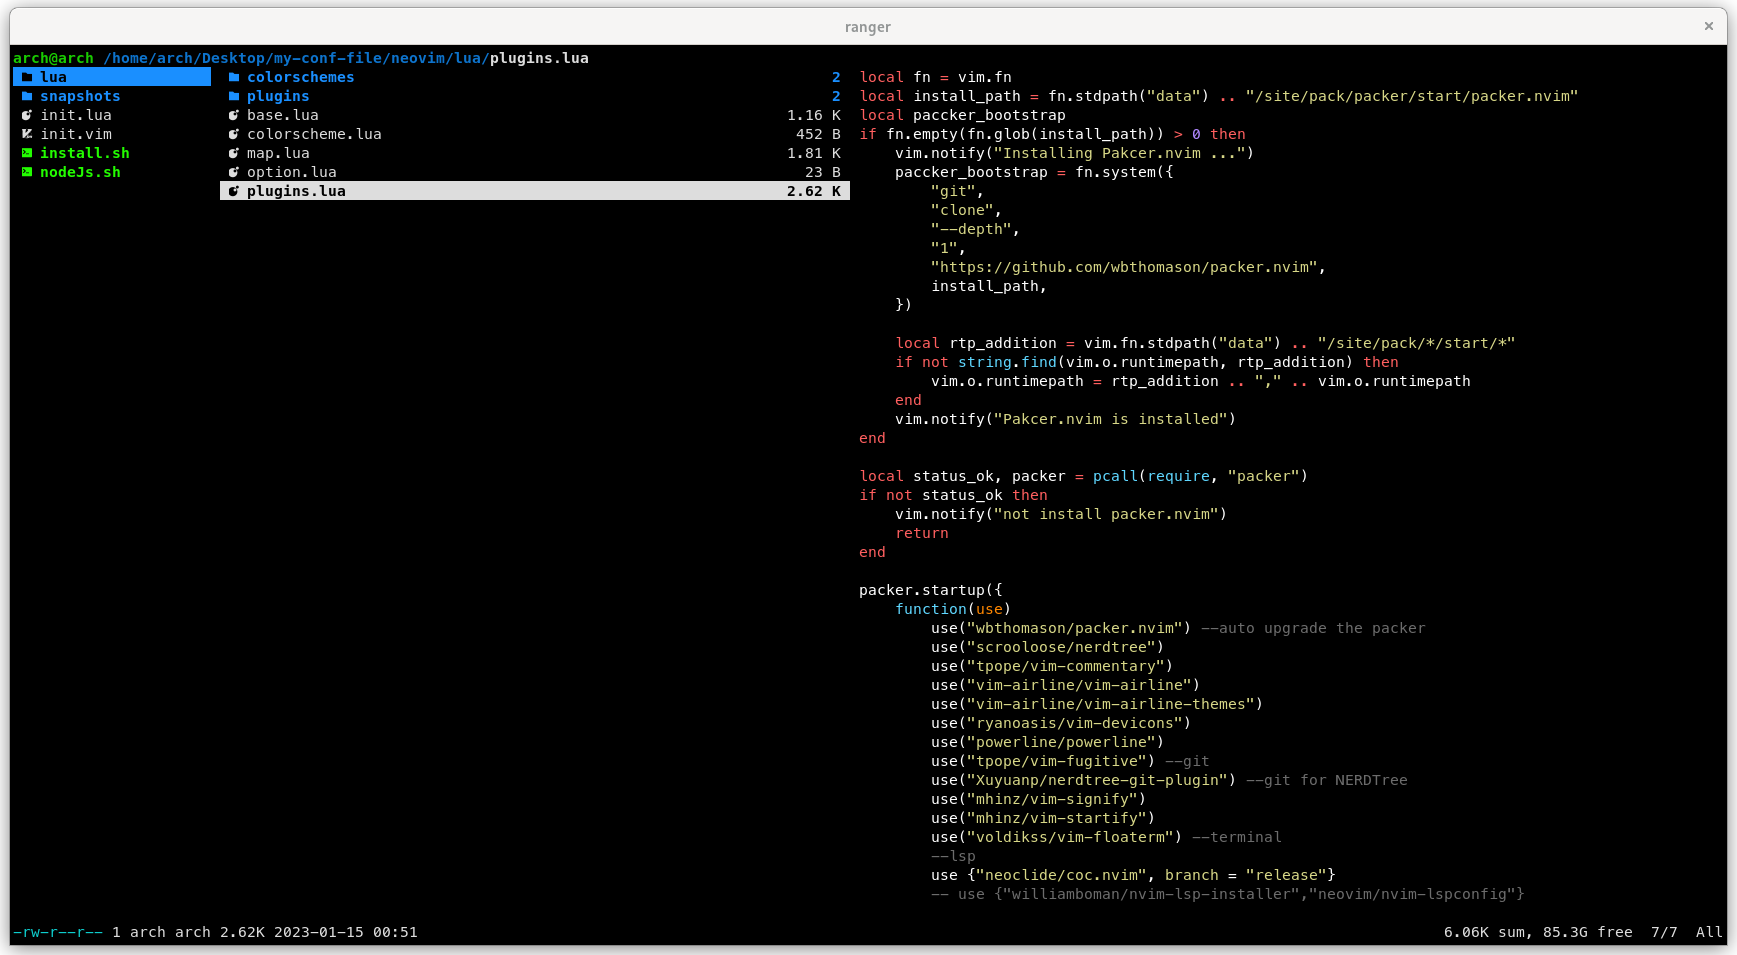 ranger ×
arch@arch /home/arch/Desktop/my-conf-file/neovim/lua/plugins.lua
lua
snapshots
init.lua
init.vim
install.sh
nodeJs.sh
colorschemes 2
plugins 2
base.lua 1.16 K
colorscheme.lua 452 B
map.lua 1.81 K
option.lua 23 B
plugins.lua 2.62 K
local fn = vim.fn
local install_path = fn.stdpath("data") .. "/site/pack/packer/start/packer.nvim"
local paccker_bootstrap
if fn.empty(fn.glob(install_path)) > 0 then
    vim.notify("Installing Pakcer.nvim ...")
    paccker_bootstrap = fn.system({
        "git",
        "clone",
        "--depth",
        "1",
        "https://github.com/wbthomason/packer.nvim",
        install_path,
    })
    local rtp_addition = vim.fn.stdpath("data") .. "/site/pack/*/start/*"
    if not string.find(vim.o.runtimepath, rtp_addition) then
        vim.o.runtimepath = rtp_addition .. "," .. vim.o.runtimepath
    end
    vim.notify("Pakcer.nvim is installed")
end
local status_ok, packer = pcall(require, "packer")
if not status_ok then
    vim.notify("not install packer.nvim")
    return
end
packer.startup({
    function(use)
        use("wbthomason/packer.nvim") --auto upgrade the packer
        use("scrooloose/nerdtree")
        use("tpope/vim-commentary")
        use("vim-airline/vim-airline")
        use("vim-airline/vim-airline-themes")
        use("ryanoasis/vim-devicons")
        use("powerline/powerline")
        use("tpope/vim-fugitive") --git
        use("Xuyuanp/nerdtree-git-plugin") --git for NERDTree
        use("mhinz/vim-signify")
        use("mhinz/vim-startify")
        use("voldikss/vim-floaterm") --terminal
        --lsp
        use {"neoclide/coc.nvim", branch = "release"}
        -- use {"williamboman/nvim-lsp-installer","neovim/nvim-lspconfig"}
-rw-r--r-- 1 arch arch 2.62K 2023-01-15 00:51 6.06K sum, 85.3G free 7/7 All